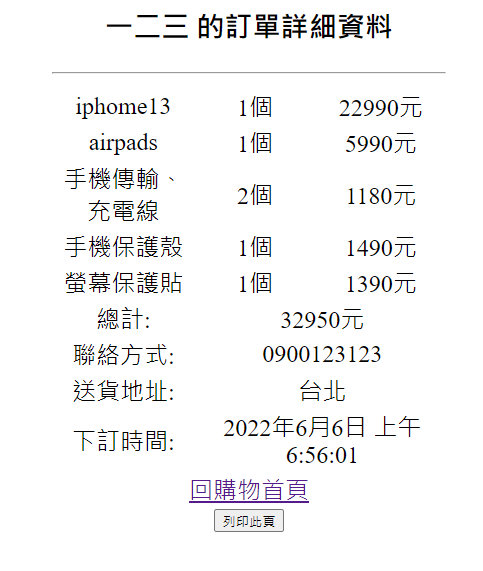 一二三 的訂單詳細資料
iphome13 1個 22990元
airpads 1個 5990元
手機傳輸、
充電線 2個 1180元
手機保護殼 1個 1490元
螢幕保護貼 1個 1390元
總計: 32950元
聯絡方式: 0900123123
送貨地址: 台北
下訂時間: 2022年6月6日 上午
6:56:01
回購物首頁
列印此頁